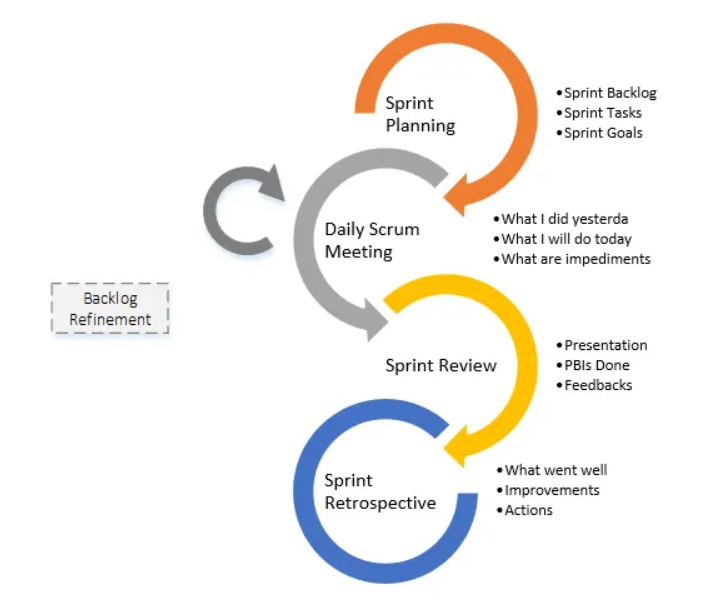 Sprint
Planning
•Sprint Backlog
•Sprint Tasks
•Sprint Goals
Daily Scrum
Meeting
•What I did yesterda
•What I will do today
•What are impediments
Backlog
Refinement
Sprint Review
•Presentation
•PBIs Done
•Feedbacks
Sprint
Retrospective
•What went well
•Improvements
•Actions